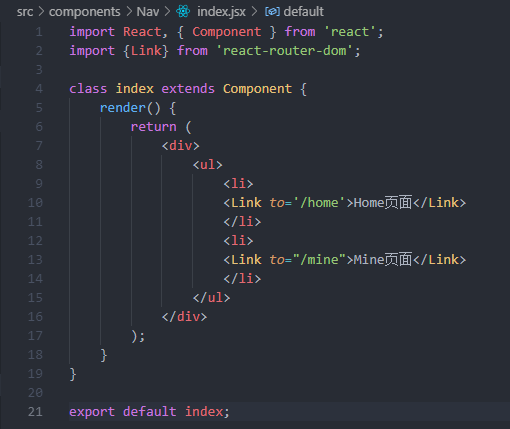 src > components > Nav > index.jsx > default
1 import React, { Component } from 'react';
2 import {Link} from 'react-router-dom';
3
4 class index extends Component {
5     render() {
6         return (
7             <div>
8                 <ul>
9                     <li>
10                     <Link to='/home'>Home页面</Link>
11                     </li>
12                     <li>
13                     <Link to="/mine">Mine页面</Link>
14                     </li>
15                 </ul>
16             </div>
17         );
18     }
19 }
20
21 export default index;